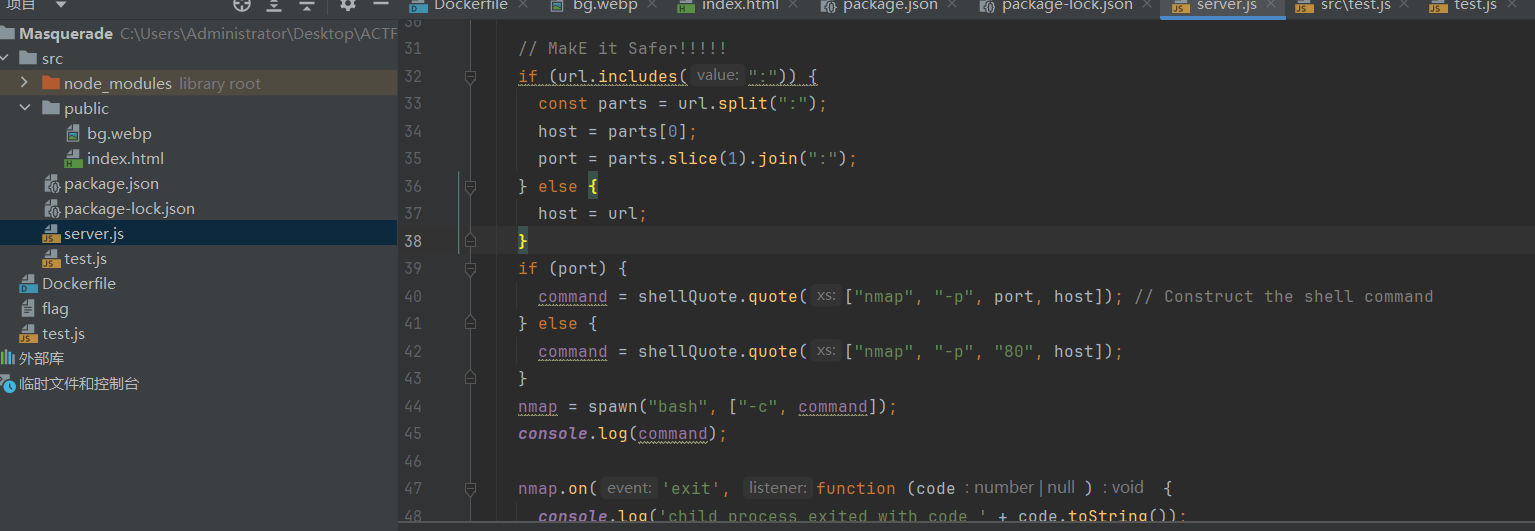 项目
Dockerfile
bg.webp
index.html
package.json
package-lock.json
server.js
src\test.js
test.js
Masquerade C:\Users\Administrator\Desktop\ACTF
src
node_modules library root
public
bg.webp
index.html
package.json
package-lock.json
server.js
test.js
Dockerfile
flag
test.js
外部库
临时文件和控制台
30
31 // MakE it Safer!!!!!
32 if (url.includes( value: ":")) {
33 const parts = url.split(":");
34 host = parts[0];
35 port = parts.slice(1).join(":");
36 } else {
37 host = url;
38 }
39 if (port) {
40 command = shellQuote.quote( xs: ["nmap", "-p", port, host]); // Construct the shell command
41 } else {
42 command = shellQuote.quote( xs: ["nmap", "-p", "80", host]);
43 }
44 nmap = spawn("bash", ["-c", command]);
45 console.log(command);
46
47 nmap.on( event: 'exit', listener: function (code : number | null ) : void {
48 console.log('child process exited with code ' + code.toString());